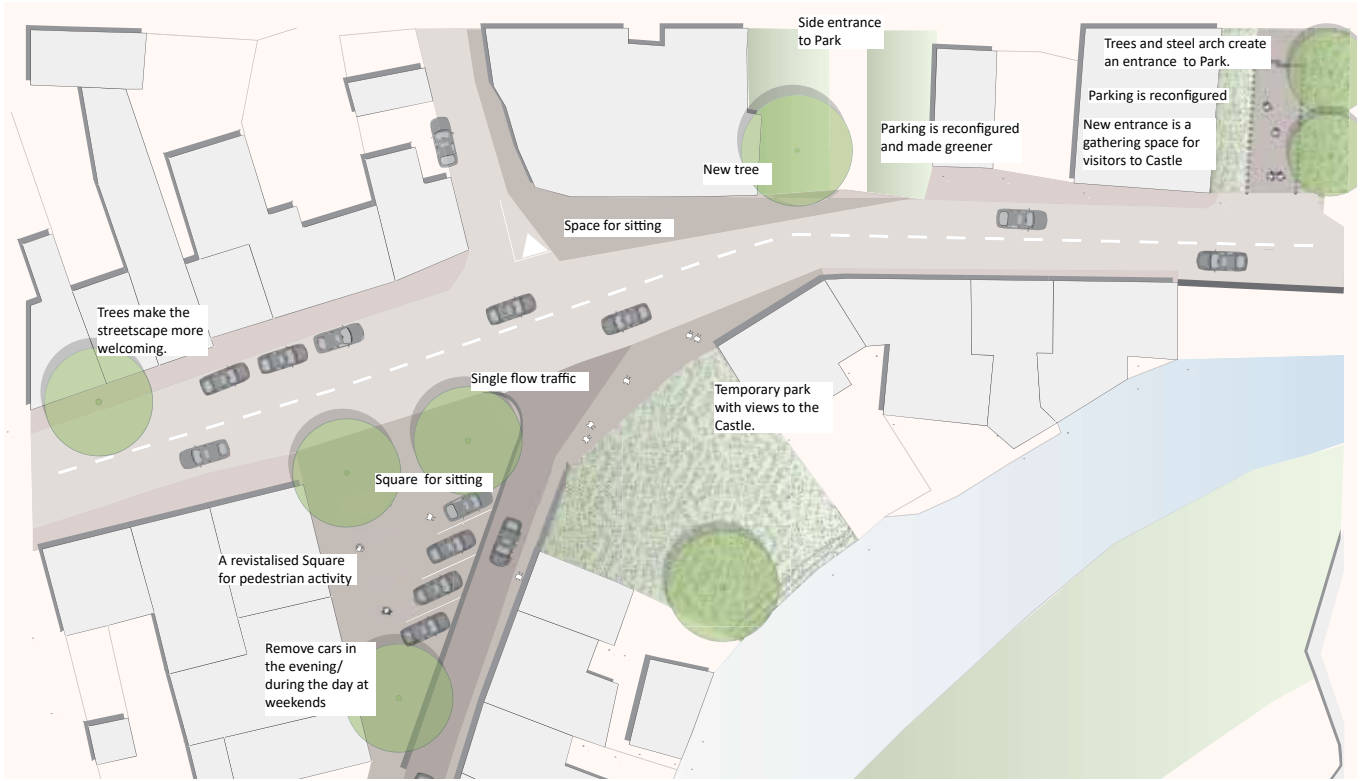 Side entrance
to Park
Trees and steel arch create
an entrance to Park.
Parking is reconfigured
New entrance is a
gathering space for
visitors to Castle
Parking is reconfigured
and made greener
New tree
Space for sitting
Trees make the
streetscape more
welcoming.
Single flow traffic
Temporary park
with views to the
Castle.
Square for sitting
A revistalised Square
for pedestrian activity
Remove cars in
the evening/
during the day at
weekends